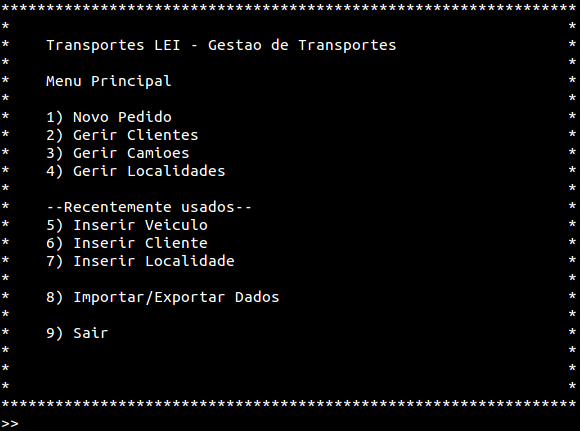 ****************************************************************
*                                                              *
*    Transportes LEI - Gestao de Transportes                   *
*                                                              *
*    Menu Principal                                            *
*                                                              *
*    1) Novo Pedido                                            *
*    2) Gerir Clientes                                         *
*    3) Gerir Camioes                                          *
*    4) Gerir Localidades                                      *
*                                                              *
*    --Recentemente usados--                                   *
*    5) Inserir Veiculo                                        *
*    6) Inserir Cliente                                        *
*    7) Inserir Localidade                                     *
*                                                              *
*    8) Importar/Exportar Dados                                *
*                                                              *
*    9) Sair                                                   *
*                                                              *
*                                                              *
*                                                              *
****************************************************************
>>